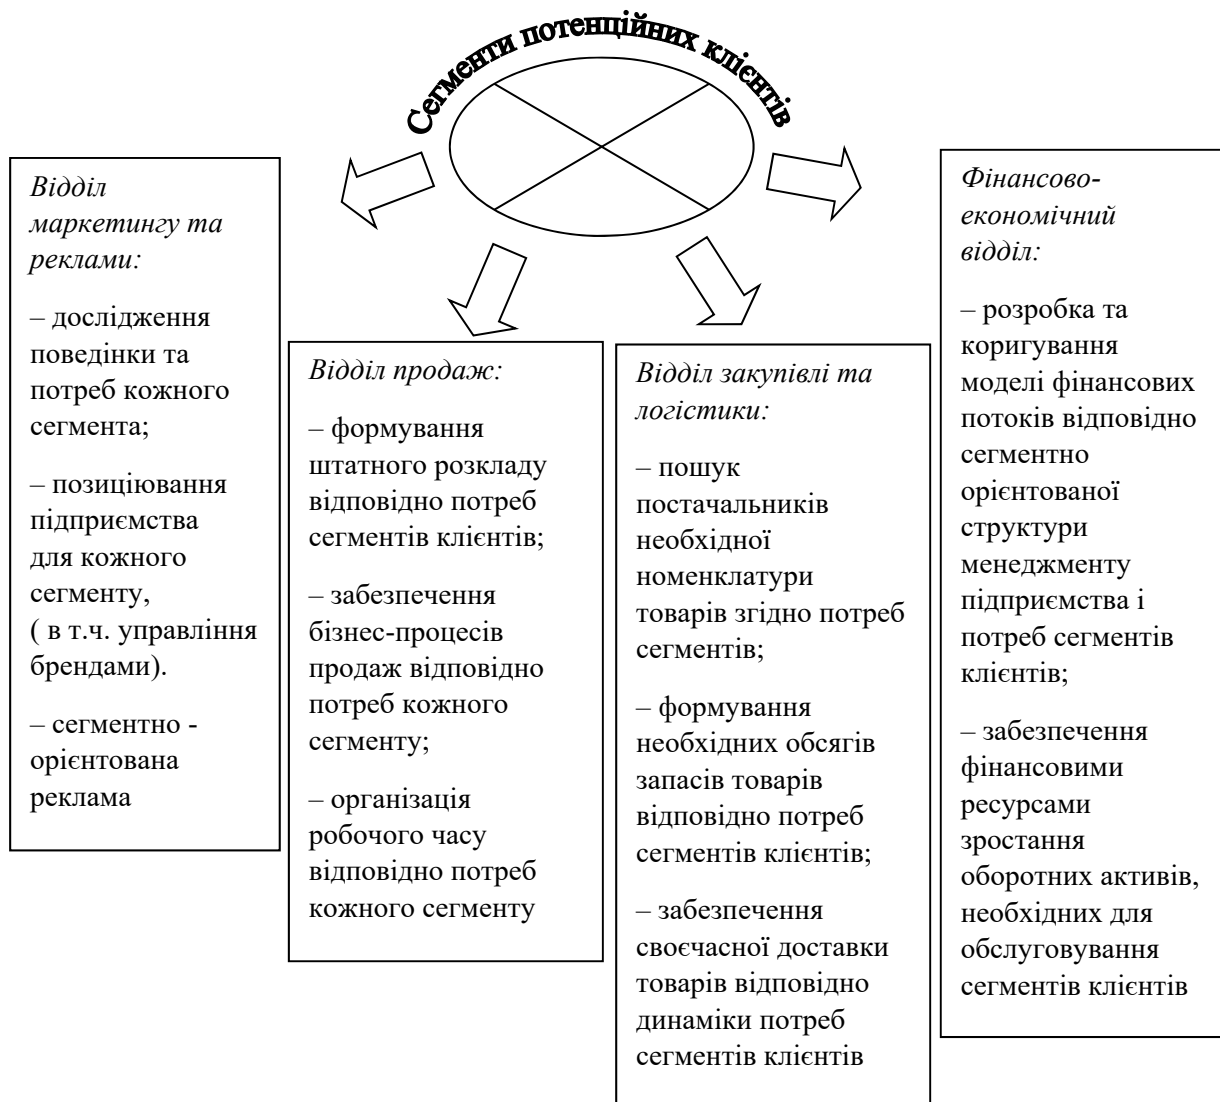 Сегменти потенційних клієнтів
Відділ
маркетингу та
реклами:
– дослідження
поведінки та
потреб кожного
сегмента;
– позиціювання
підприємства
для кожного
сегменту,
( в т.ч. управління
брендами).
– сегментно -
орієнтована
реклама
Відділ продаж:
– формування
штатного розкладу
відповідно потреб
сегментів клієнтів;
– забезпечення
бізнес-процесів
продаж відповідно
потреб кожного
сегменту;
– організація
робочого часу
відповідно потреб
кожного сегменту
Відділ закупівлі та
логістики:
– пошук
постачальників
необхідної
номенклатури
товарів згідно потреб
сегментів;
– формування
необхідних обсягів
запасів товарів
відповідно потреб
сегментів клієнтів;
– забезпечення
своєчасної доставки
товарів відповідно
динаміки потреб
сегментів клієнтів
Фінансово-
економічний
відділ:
– розробка та
коригування
моделі фінансових
потоків відповідно
сегментно
орієнтованої
структури
менеджменту
підприємства і
потреб сегментів
клієнтів;
– забезпечення
фінансовими
ресурсами
зростання
оборотних активів,
необхідних для
обслуговування
сегментів клієнтів